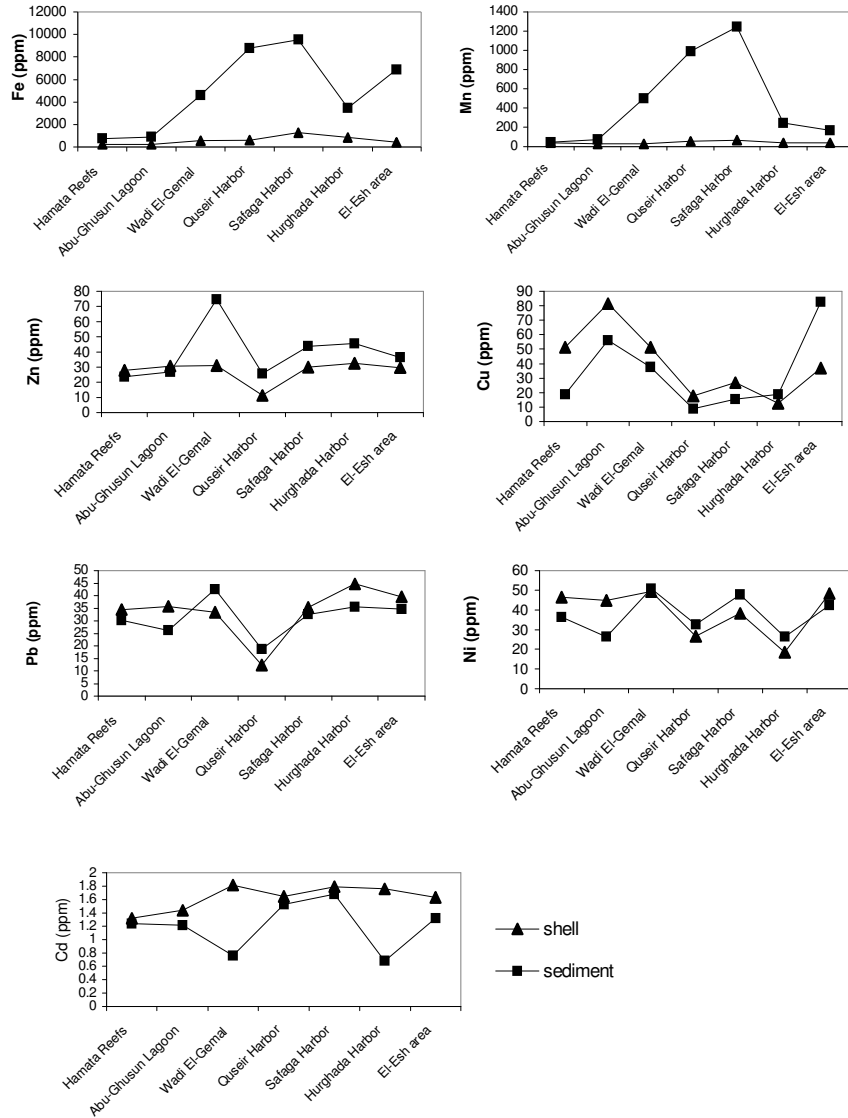 Fe (ppm)
12000
10000
8000
6000
4000
2000
0
Hamata Reefs
Abu-Ghusun Lagoon
Wadi El-Gemal
Quseir Harbor
Safaga Harbor
Hurghada Harbor
El-Esh area
Mn (ppm)
1400
1200
1000
800
600
400
200
0
Hamata Reefs
Abu-Ghusun Lagoon
Wadi El-Gemal
Quseir Harbor
Safaga Harbor
Hurghada Harbor
El-Esh area
Zn (ppm)
80
70
60
50
40
30
20
10
0
Hamata Reefs
Abu-Ghusun Lagoon
Wadi El-Gemal
Quseir Harbor
Safaga Harbor
Hurghada Harbor
El-Esh area
Cu (ppm)
90
80
70
60
50
40
30
20
10
0
Hamata Reefs
Abu-Ghusun Lagoon
Wadi El-Gemal
Quseir Harbor
Safaga Harbor
Hurghada Harbor
El-Esh area
Pb (ppm)
50
45
40
35
30
25
20
15
10
5
0
Hamata Reefs
Abu-Ghusun Lagoon
Wadi El-Gemal
Quseir Harbor
Safaga Harbor
Hurghada Harbor
El-Esh area
Ni (ppm)
60
50
40
30
20
10
0
Hamata Reefs
Abu-Ghusun Lagoon
Wadi El-Gemal
Quseir Harbor
Safaga Harbor
Hurghada Harbor
El-Esh area
Cd (ppm)
2
1.8
1.6
1.4
1.2
1
0.8
0.6
0.4
0.2
0
Hamata Reefs
Abu-Ghusun Lagoon
Wadi El-Gemal
Quseir Harbor
Safaga Harbor
Hurghada Harbor
El-Esh area
shell
sediment